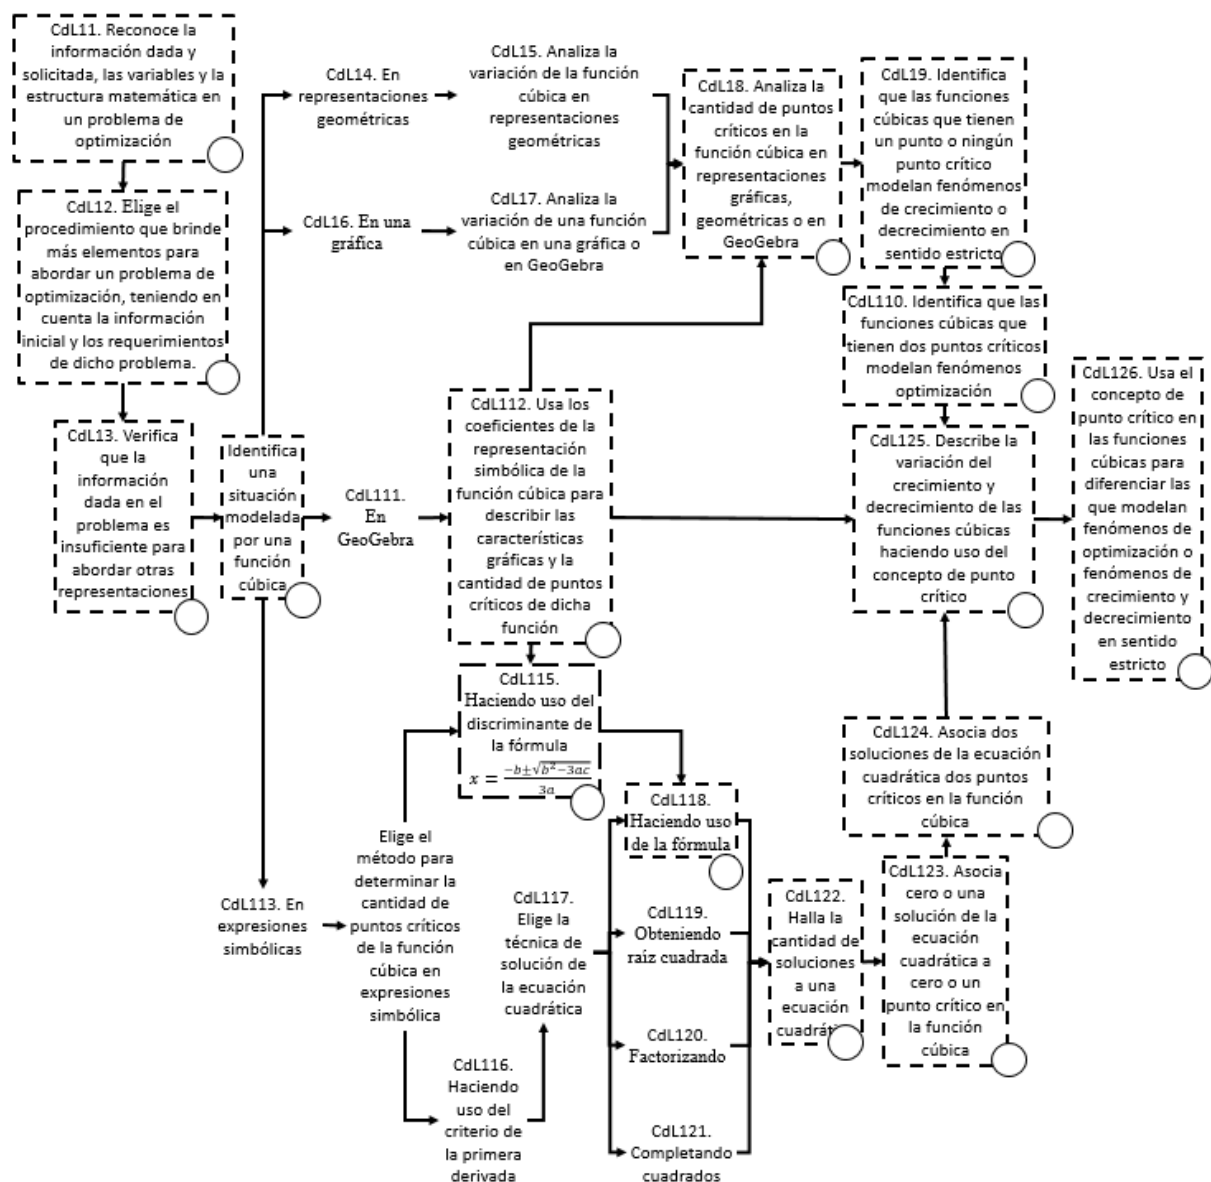 CdL11. Reconoce la
información dada y
solicitada, las variables y la
estructura matemática en
un problema de
optimización
CdL12. Elige el
procedimiento que brinde
más elementos para
abordar un problema de
optimización, teniendo en
cuenta la información
inicial y los requerimientos
de dicho problema.
CdL13. Verifica
que la
información
dada en el
problema es
insuficiente para
abordar otras
representaciones
Identifica
una
situación
modelada
por una
función
cúbica
CdL14. En
representaciones
geométricas
CdL15. Analiza la
variación de la función
cúbica en
representaciones
geométricas
CdL16. En una
gráfica
CdL17. Analiza la
variación de una función
cúbica en una gráfica o
en GeoGebra
CdL18. Analiza la
cantidad de puntos
críticos en la
función cúbica en
representaciones
gráficas,
geométricas o en
GeoGebra
CdL19. Identifica
que las funciones
cúbicas que tienen
un punto o ningún
punto crítico
modelan fenómenos
de crecimiento o
decrecimiento en
sentido estricto
CdL110. Identifica que las
funciones cúbicas que
tienen dos puntos críticos
modelan fenómenos
optimización
CdL111.
En
GeoGebra
CdL112. Usa los
coeficientes de la
representación
simbólica de la
función cúbica para
describir las
características
gráficas y la
cantidad de puntos
críticos de dicha
función
CdL125. Describe la
variación del
crecimiento y
decrecimiento de las
funciones cúbicas
haciendo uso del
concepto de punto
crítico
CdL126. Usa el
concepto de
punto crítico en
las funciones
cúbicas para
diferenciar las
que modelan
fenómenos de
optimización o
fenómenos de
crecimiento y
decrecimiento
en sentido
estricto
CdL113. En
expresiones
simbólicas
Elige el
método para
determinar la
cantidad de
puntos críticos
de la función
cúbica en
expresiones
simbólica
CdL115.
Haciendo uso del
discriminante de
la fórmula
x = −b±√b²−3ac / 3a
CdL116.
Haciendo
uso del
criterio de
la primera
derivada
CdL117.
Elige la
técnica de
solución de
la ecuación
cuadrática
CdL118.
Haciendo uso
de la fórmula
CdL119.
Obteniendo
raíz cuadrada
CdL120.
Factorizando
CdL121.
Completando
cuadrados
CdL122.
Halla la
cantidad de
soluciones
a una
ecuación
CdL123. Asocia
cero o una
solución de la
ecuación
cuadrática a
cero o un
punto crítico en
la función
cúbica
CdL124. Asocia dos
soluciones de la ecuación
cuadrática dos puntos
críticos en la función
cúbica